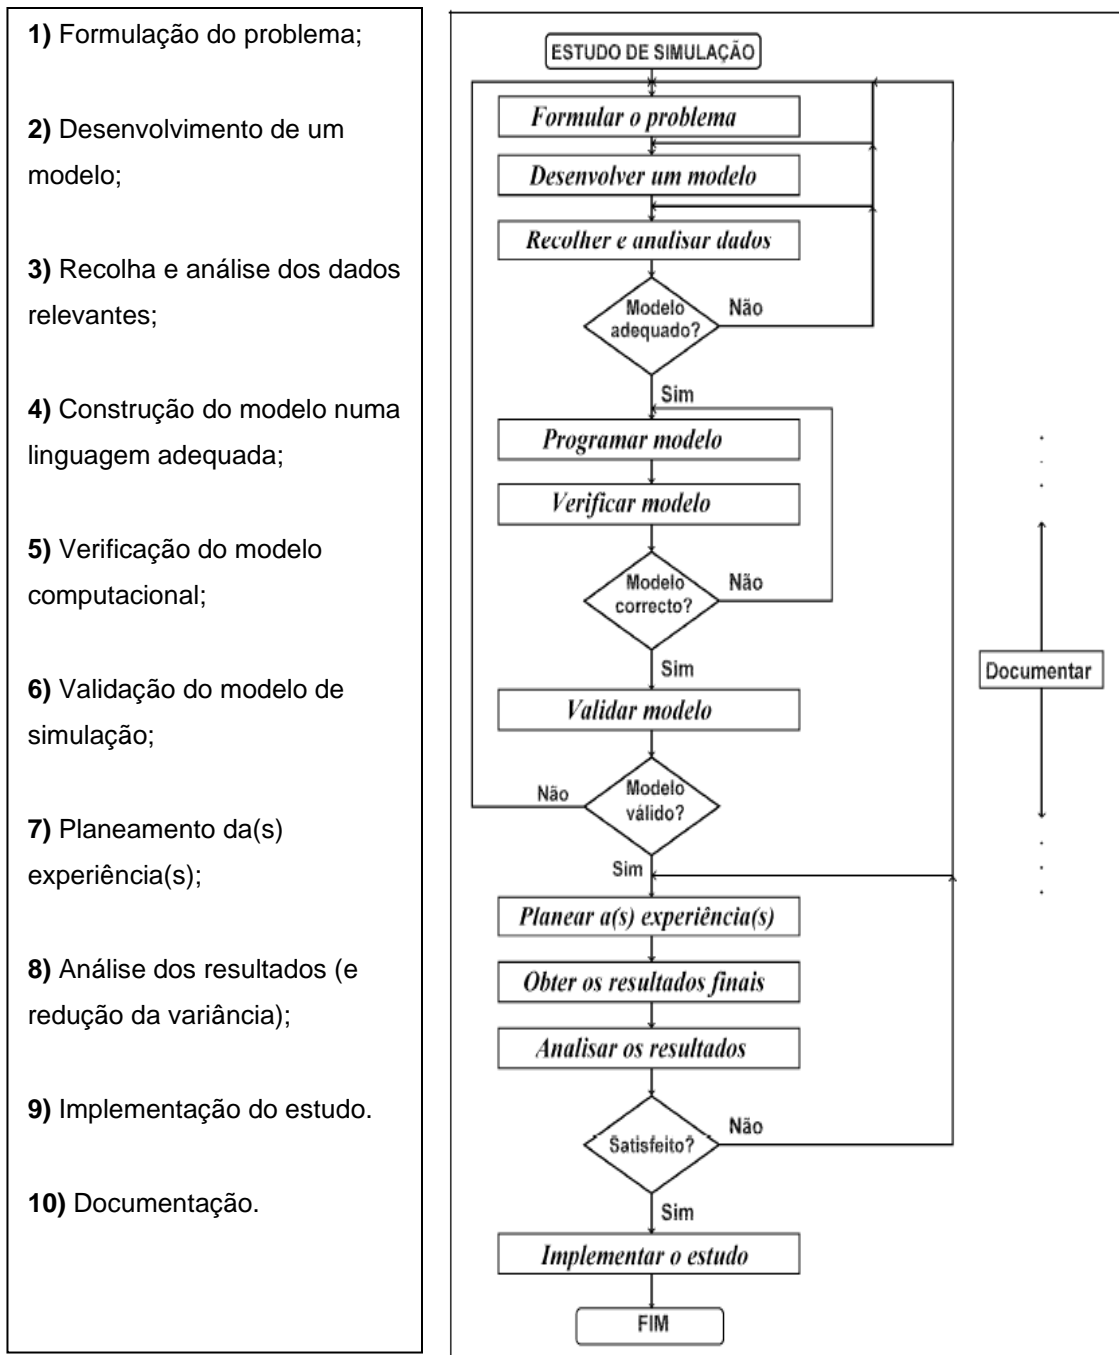 1) Formulação do problema;
2) Desenvolvimento de um
modelo;
3) Recolha e análise dos dados
relevantes;
4) Construção do modelo numa
linguagem adequada;
5) Verificação do modelo
computacional;
6) Validação do modelo de
simulação;
7) Planeamento da(s)
experiência(s);
8) Análise dos resultados (e
redução da variância);
9) Implementação do estudo.
10) Documentação.
ESTUDO DE SIMULAÇÃO
Formular o problema
Desenvolver um modelo
Recolher e analisar dados
Modelo
adequado?
Não
Sim
Programar modelo
Verificar modelo
Modelo
correcto?
Não
Sim
Validar modelo
Modelo
válido?
Não
Sim
Planear a(s) experiência(s)
Obter os resultados finais
Analisar os resultados
Satisfeito?
Não
Sim
Implementar o estudo
FIM
Documentar